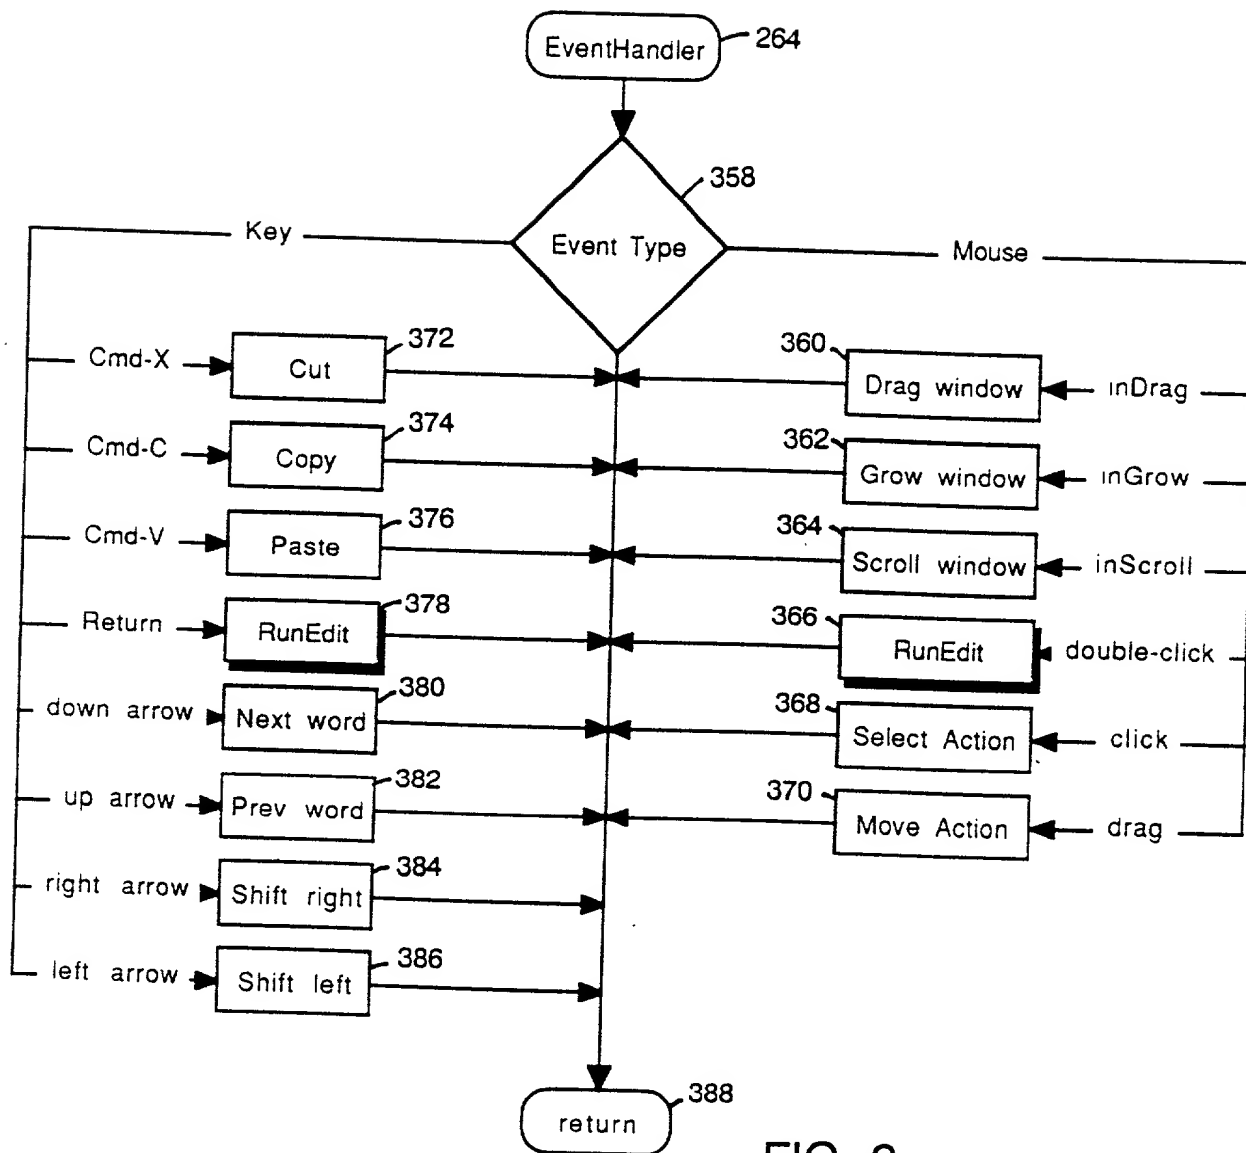 EventHandler 264
358
Event Type
Key
Mouse
Cmd-X Cut 372
360 Drag window inDrag
Cmd-C Copy 374
362 Grow window inGrow
Cmd-V Paste 376
364 Scroll window inScroll
Return RunEdit 378
366 RunEdit double-click
down arrow Next word 380
368 Select Action click
up arrow Prev word 382
370 Move Action drag
right arrow Shift right 384
left arrow Shift left 386
return 388
FIG.